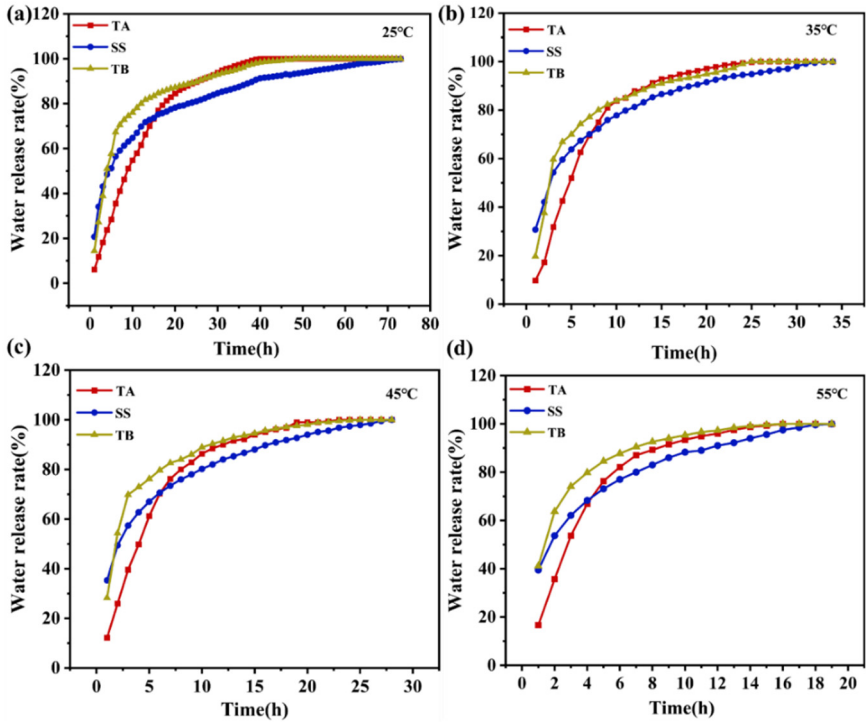 (a)
25°C
TA
SS
TB
Water release rate(%)
120
100
80
60
40
20
0
0 10 20 30 40 50 60 70 80
Time(h)
(b)
35°C
TA
SS
TB
Water release rate(%)
120
100
80
60
40
20
0
0 5 10 15 20 25 30 35
Time(h)
(c)
45°C
TA
SS
TB
Water release rate(%)
120
100
80
60
40
20
0
0 5 10 15 20 25 30
Time(h)
(d)
55°C
TA
SS
TB
Water release rate(%)
120
100
80
60
40
20
0
0 2 4 6 8 10 12 14 16 18 20
Time(h)